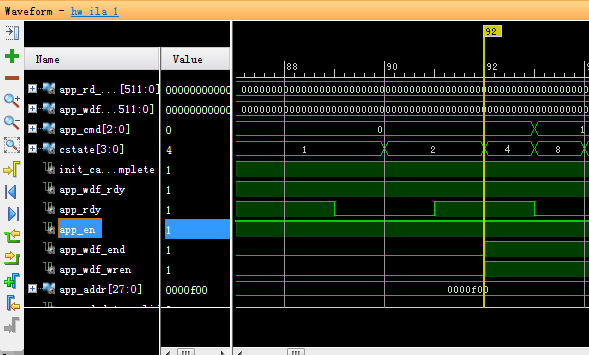 Waveform - hw_ila_1
92
Name Value
88 90 92 9
app_rd_...[511:0] 000000000000
app_wdf...511:0] 000000000000
app_cmd[2:0] 0 0 1
cstate[3:0] 4 1 2 4 8
init_ca...mplete 1
app_wdf_rdy 1
app_rdy 1
app_en 1
app_wdf_end 1
app_wdf_wren 1
app_addr[27:0] 0000f00 0000f00